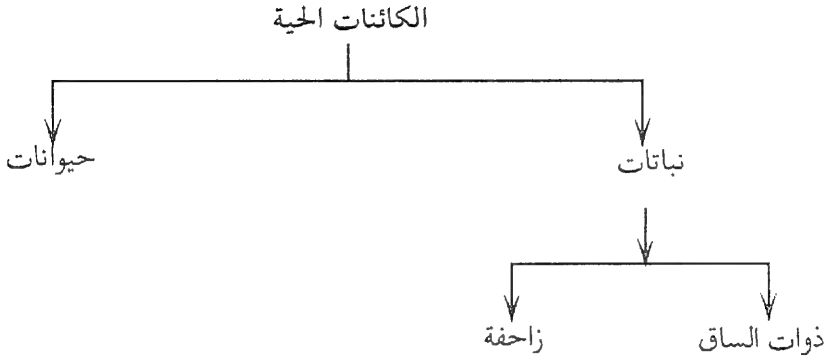 الكائنات الحية
نباتات
حيوانات
ذوات الساق
زاحفة